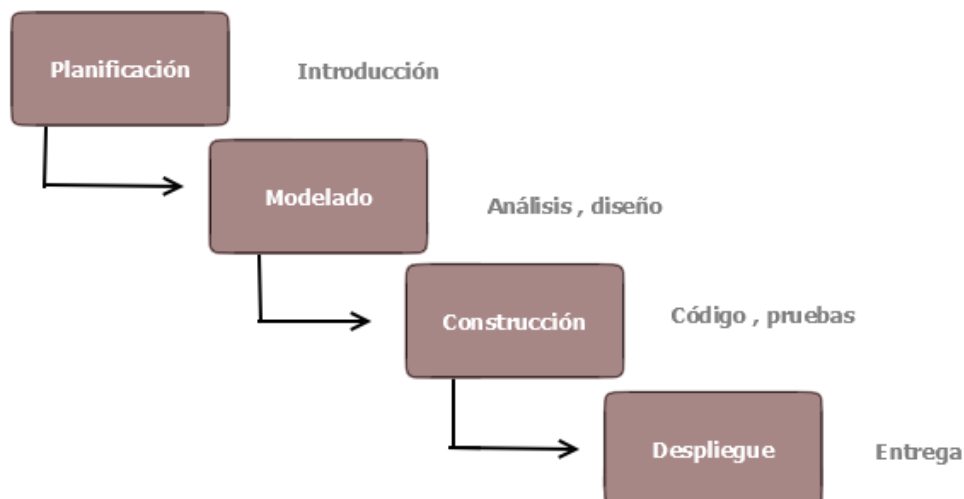 Planificación
Introducción
Modelado
Análisis , diseño
Construcción
Código , pruebas
Despliegue
Entrega